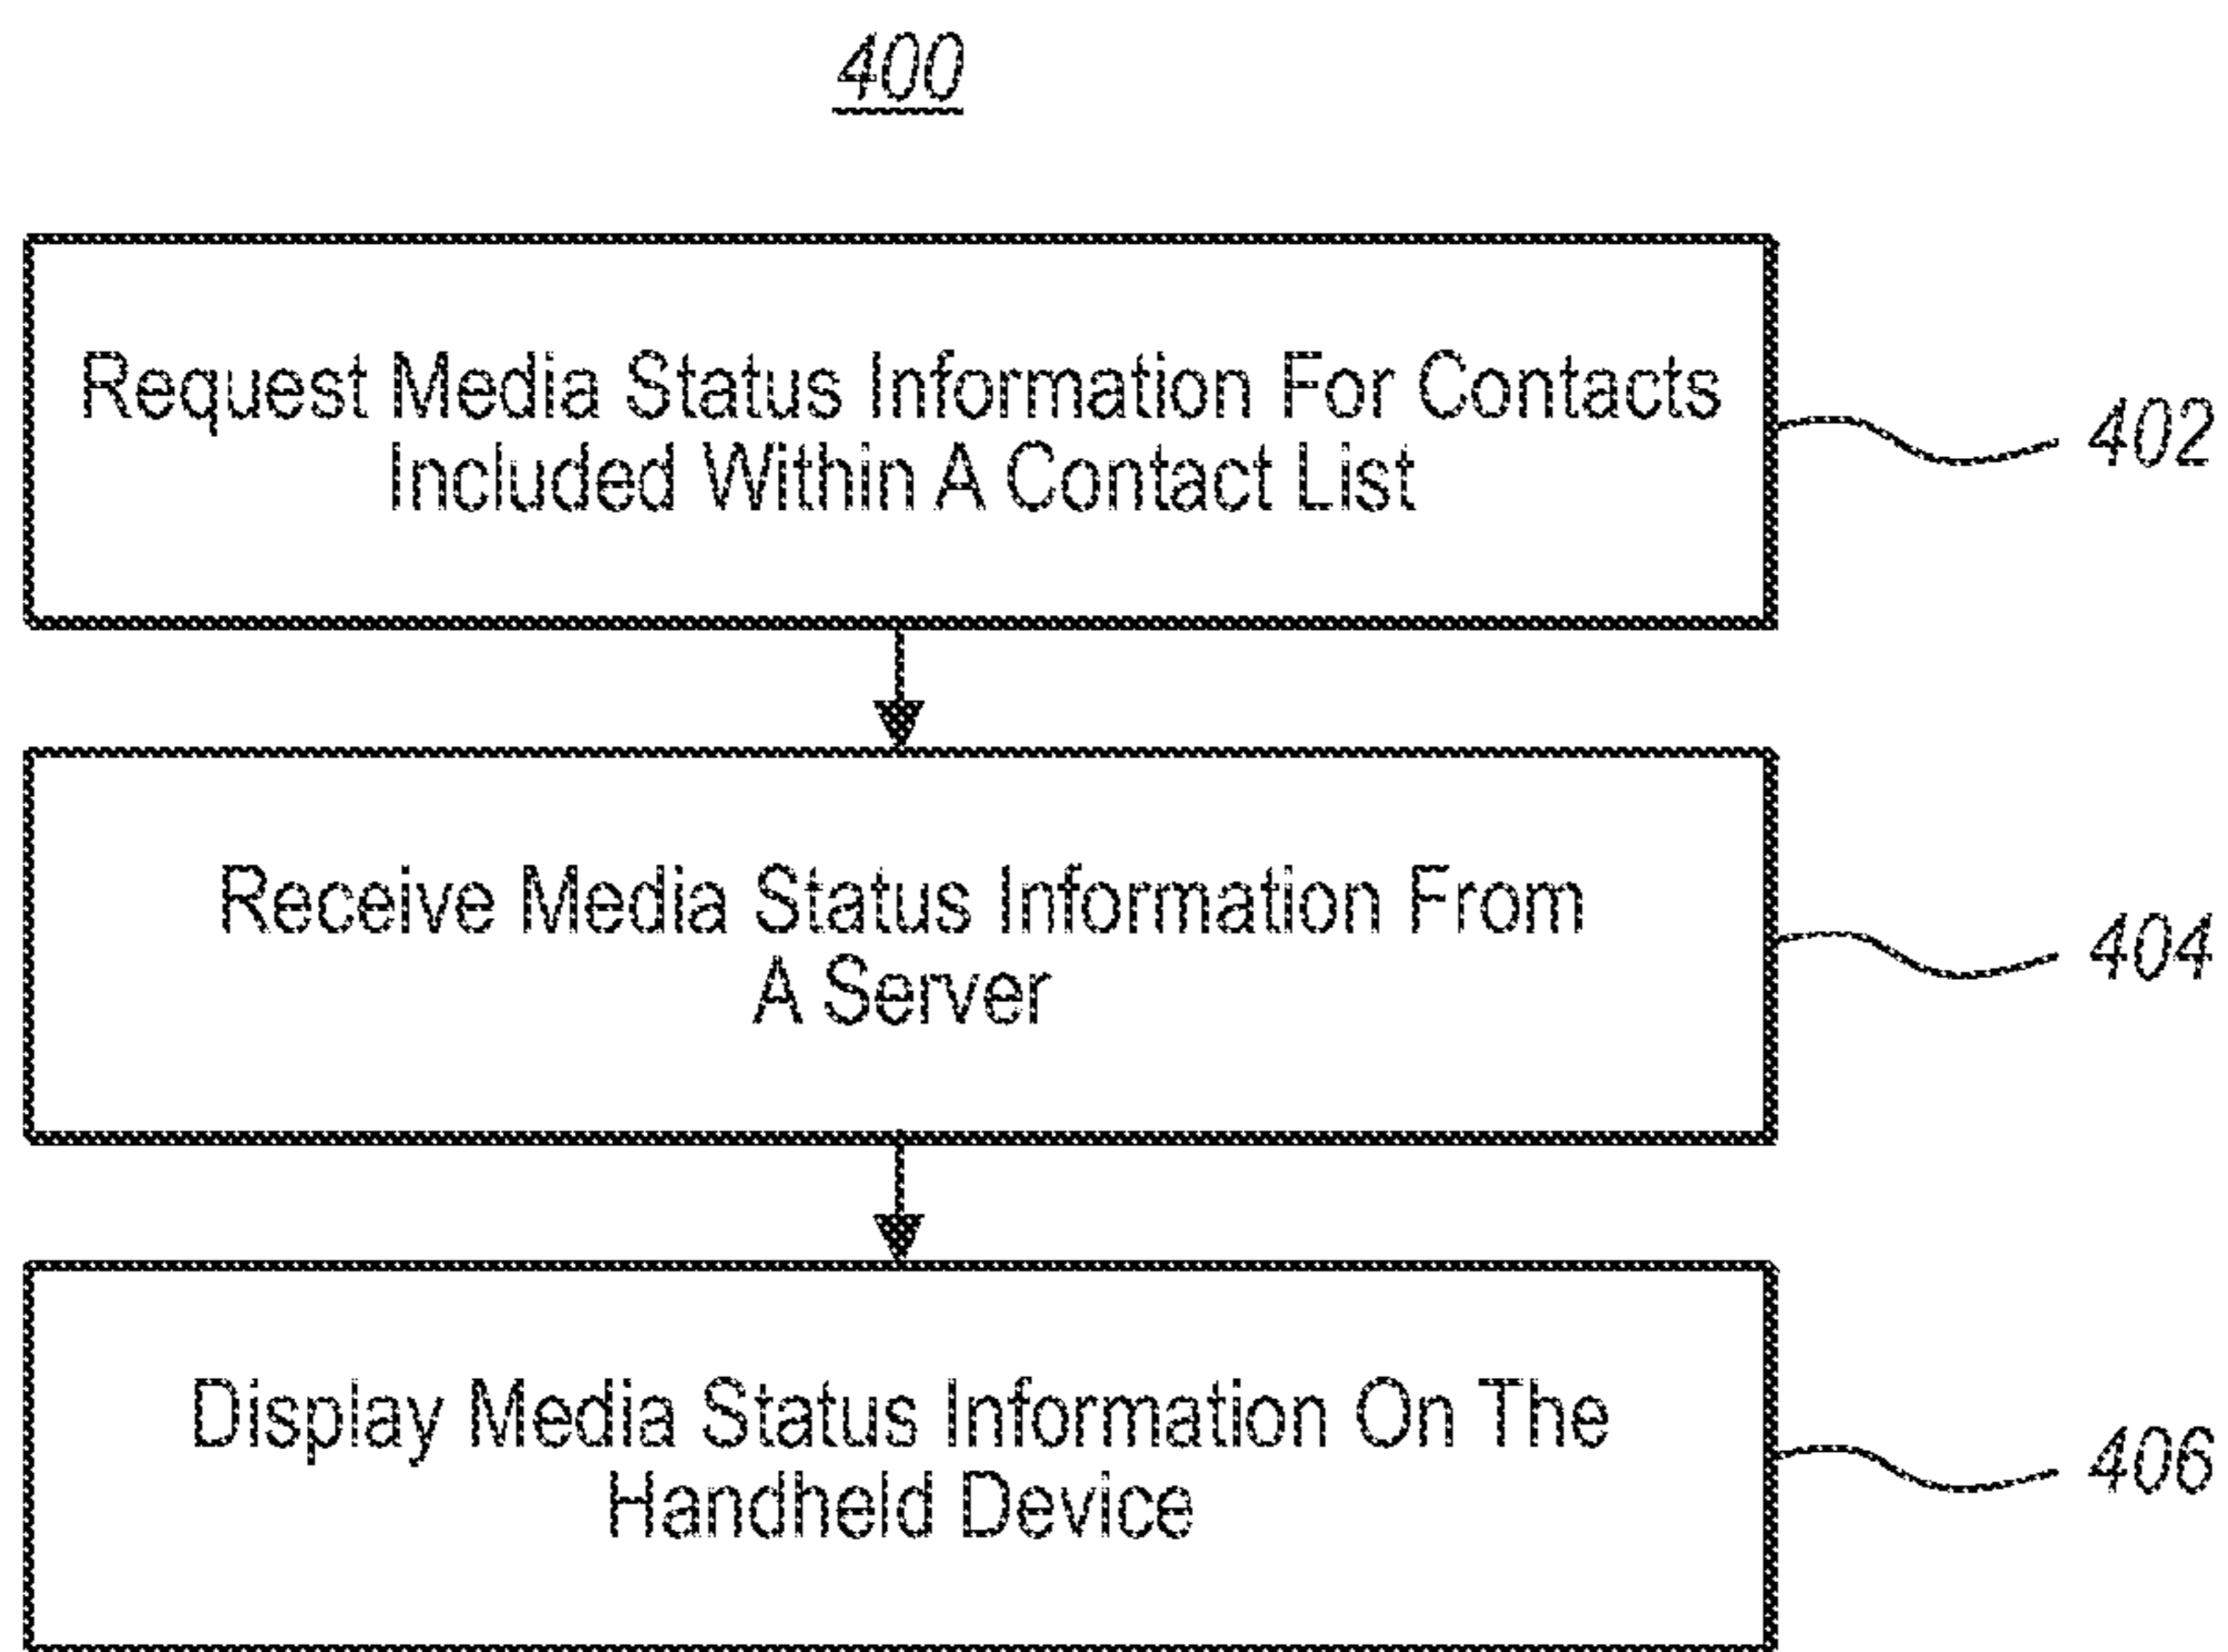 400
Request Media Status Information For Contacts
Included Within A Contact List
402
Receive Media Status Information From
A Server
404
Display Media Status Information On The
Handheld Device
406